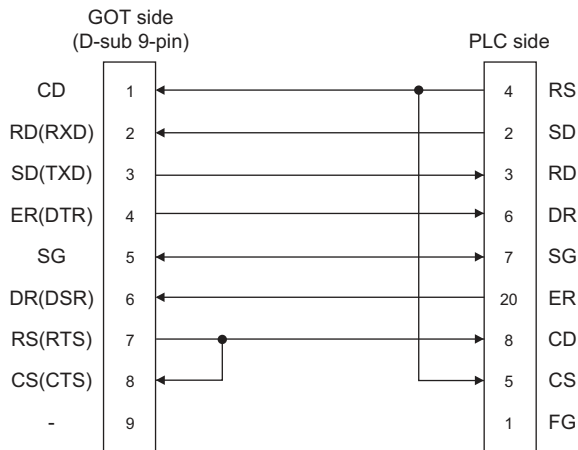 GOT side
(D-sub 9-pin)
PLC side
CD 1 4 RS
RD(RXD) 2 2 SD
SD(TXD) 3 3 RD
ER(DTR) 4 6 DR
SG 5 7 SG
DR(DSR) 6 20 ER
RS(RTS) 7 8 CD
CS(CTS) 8 5 CS
- 9 1 FG